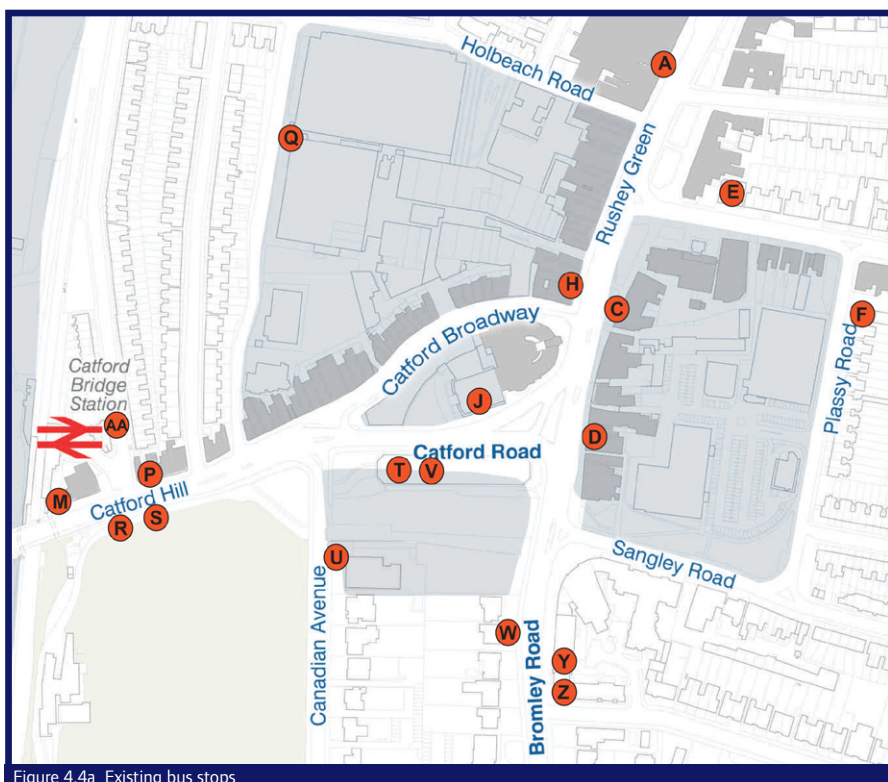 Holbeach Road
A
Q
Rushey Green
E
H
C
F
Catford Broadway
Plassy Road
Catford
Bridge
Station
J
AA
D
Catford Road
P
T
V
M
Catford Hill
S
R
U
Sangley Road
Canadian Avenue
W
Bromley Road
Y
Z
Figure 4.4a Existing bus stops